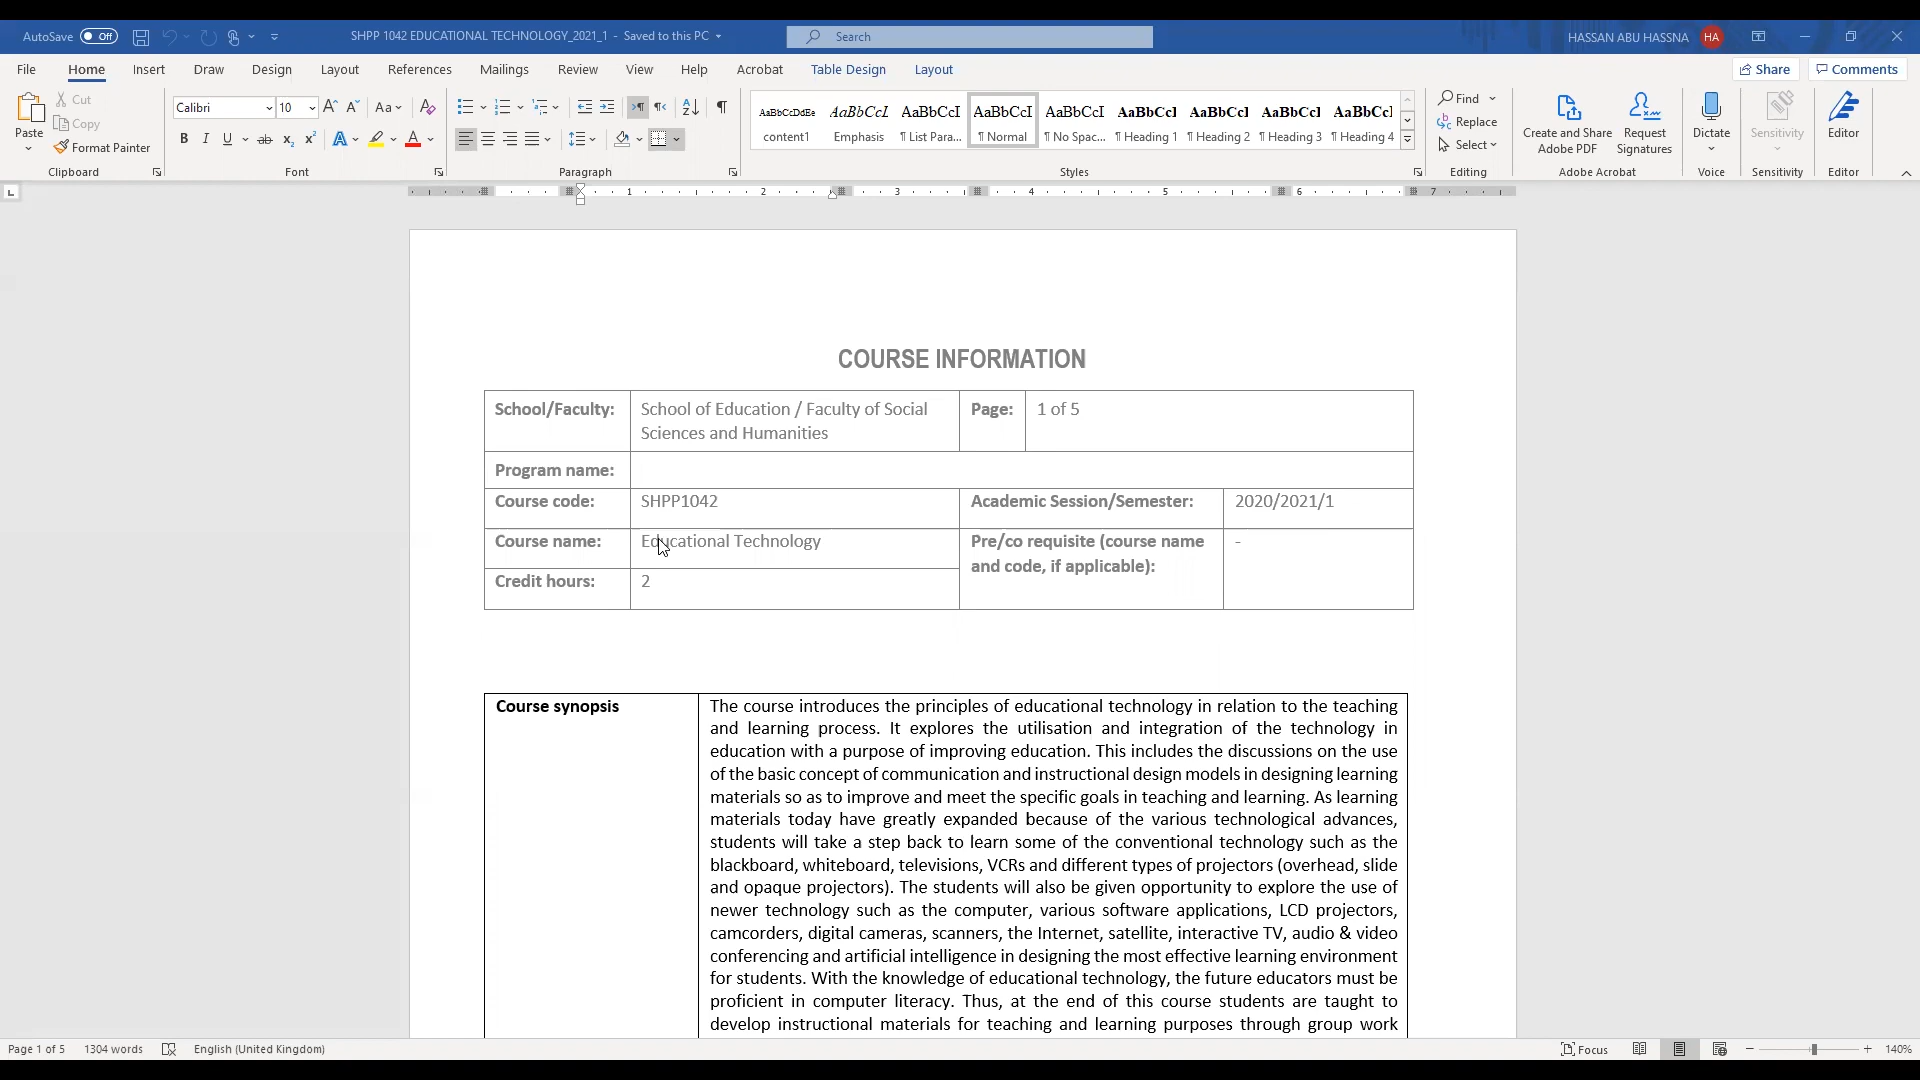 AutoSave Off
SHPP 1042 EDUCATIONAL TECHNOLOGY_2021_1 - Saved to this PC
Search
HASSAN ABU HASSNA HA
File Home Insert Draw Design Layout References Mailings Review View Help Acrobat Table Design Layout
Share Comments
Paste
Cut
Copy
Format Painter
Clipboard
Calibri 10
Font
Paragraph
AaBbCcDdEe AaBbCcI AaBbCcI AaBbCcI AaBbCcI AaBbCcI AaBbCcI AaBbCcI AaBbCcI
content1 Emphasis ¶ List Para... ¶ Normal ¶ No Spac... ¶ Heading 1 ¶ Heading 2 ¶ Heading 3 ¶ Heading 4
Styles
Find
Replace
Select
Editing
Create and Share
Adobe PDF
Request
Signatures
Adobe Acrobat
Dictate
Voice
Sensitivity
Sensitivity
Editor
Editor
1 2 3 4 5 6 7
COURSE INFORMATION
School/Faculty: School of Education / Faculty of Social Page: 1 of 5
Sciences and Humanities
Program name:
Course code: SHPP1042 Academic Session/Semester: 2020/2021/1
Course name: Educational Technology Pre/co requisite (course name -
and code, if applicable):
Credit hours: 2
Course synopsis The course introduces the principles of educational technology in relation to the teaching
and learning process. It explores the utilisation and integration of the technology in
education with a purpose of improving education. This includes the discussions on the use
of the basic concept of communication and instructional design models in designing learning
materials so as to improve and meet the specific goals in teaching and learning. As learning
materials today have greatly expanded because of the various technological advances,
students will take a step back to learn some of the conventional technology such as the
blackboard, whiteboard, televisions, VCRs and different types of projectors (overhead, slide
and opaque projectors). The students will also be given opportunity to explore the use of
newer technology such as the computer, various software applications, LCD projectors,
camcorders, digital cameras, scanners, the Internet, satellite, interactive TV, audio & video
conferencing and artificial intelligence in designing the most effective learning environment
for students. With the knowledge of educational technology, the future educators must be
proficient in computer literacy. Thus, at the end of this course students are taught to
develop instructional materials for teaching and learning purposes through group work
Page 1 of 5 1304 words English (United Kingdom) Focus 140%